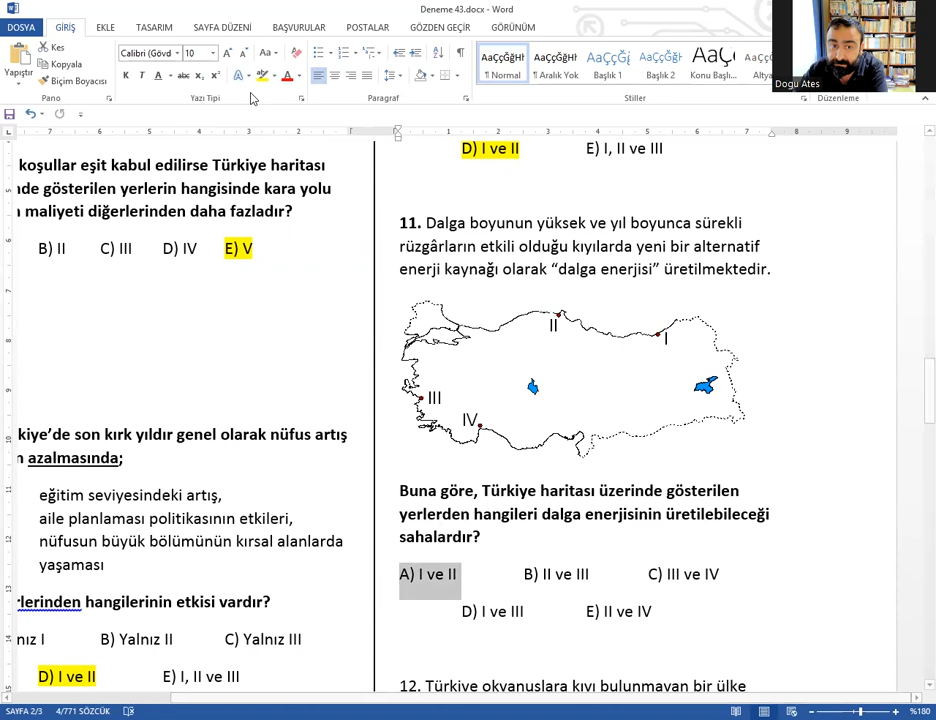 Deneme 43.docx - Word
DOSYA GİRİŞ EKLE TASARIM SAYFA DÜZENİ BAŞVURULAR POSTALAR GÖZDEN GEÇİR GÖRÜNÜM
Yapıştır
Kes
Kopyala
Biçim Boyacısı
Calibri (Gövd 10
AaÇçĞğH AaÇçĞğH AaÇçĞ AaÇçĞğ
¶ Normal ¶ Aralık Yok Başlık 1 Başlık 2 Konu Başlı... Altya
Pano Yazı Tipi Paragraf Stiller Düzenleme
Dogu Ates
koşullar eşit kabul edilirse Türkiye haritası
nde gösterilen yerlerin hangisinde kara yolu
maliyeti diğerlerinden daha fazladır?
B) II C) III D) IV E) V
kiye’de son kırk yıldır genel olarak nüfus artış
azalmasında;
eğitim seviyesindeki artış,
aile planlaması politikasının etkileri,
nüfusun büyük bölümünün kırsal alanlarda
yaşaması
lerinden hangilerinin etkisi vardır?
nız I B) Yalnız II C) Yalnız III
D) I ve II E) I, II ve III
D) I ve II E) I, II ve III
11. Dalga boyunun yüksek ve yıl boyunca sürekli
rüzgârların etkili olduğu kıyılarda yeni bir alternatif
enerji kaynağı olarak “dalga enerjisi” üretilmektedir.
II
I
III
IV
Buna göre, Türkiye haritası üzerinde gösterilen
yerlerden hangileri dalga enerjisinin üretilebileceği
sahalardır?
A) I ve II B) II ve III C) III ve IV
D) I ve III E) II ve IV
12. Türkiye okyanuslara kıyı bulunmayan bir ülke
SAYFA 2/3 4/771 SÖZCÜK %180